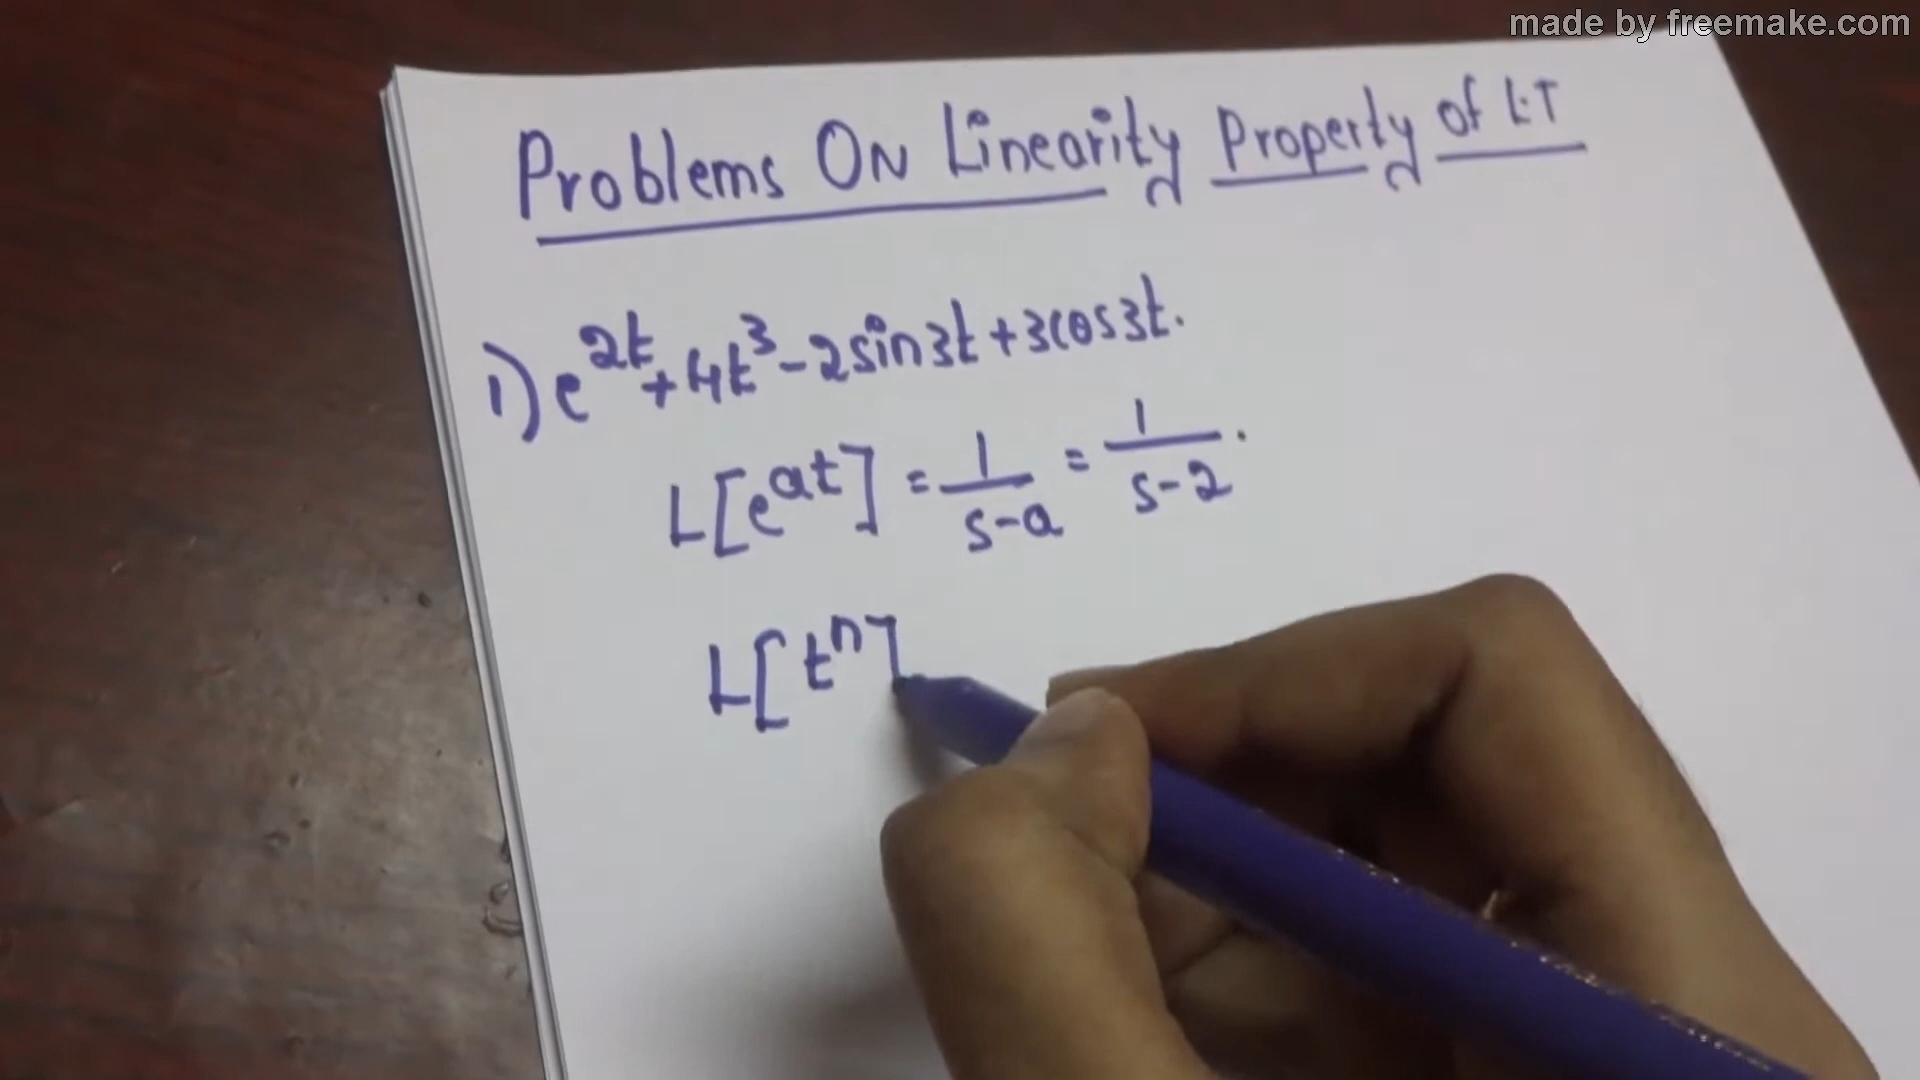 made by freemake.com
Problems ON Linearity Property of L.T
1) e^2t + 4t^3 - 2sin3t + 3cos3t.
L[e^at] = 1/s-a = 1/s-2.
L[t^n]